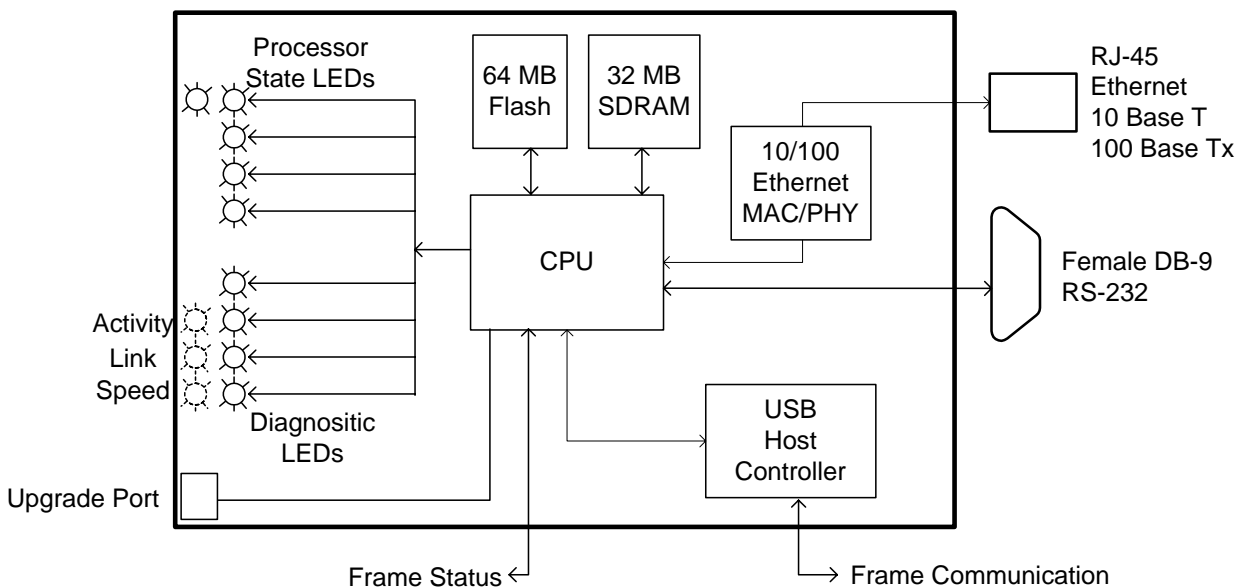 Processor
State LEDs
64 MB
Flash
32 MB
SDRAM
RJ-45
Ethernet
10 Base T
100 Base Tx
10/100
Ethernet
MAC/PHY
CPU
Female DB-9
RS-232
Activity
Link
Speed
Diagnositic
LEDs
USB
Host
Controller
Upgrade Port
Frame Status
Frame Communication